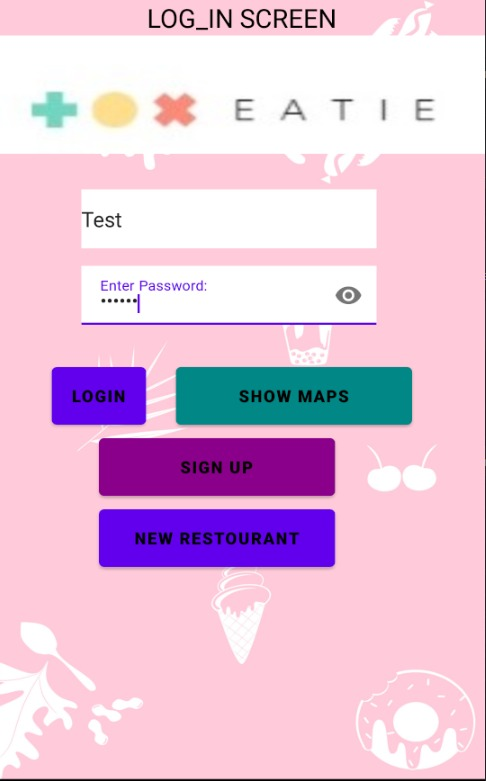 LOG_IN SCREEN
EATIE
Test
Enter Password:
••••••
LOGIN SHOW MAPS
SIGN UP
NEW RESTOURANT